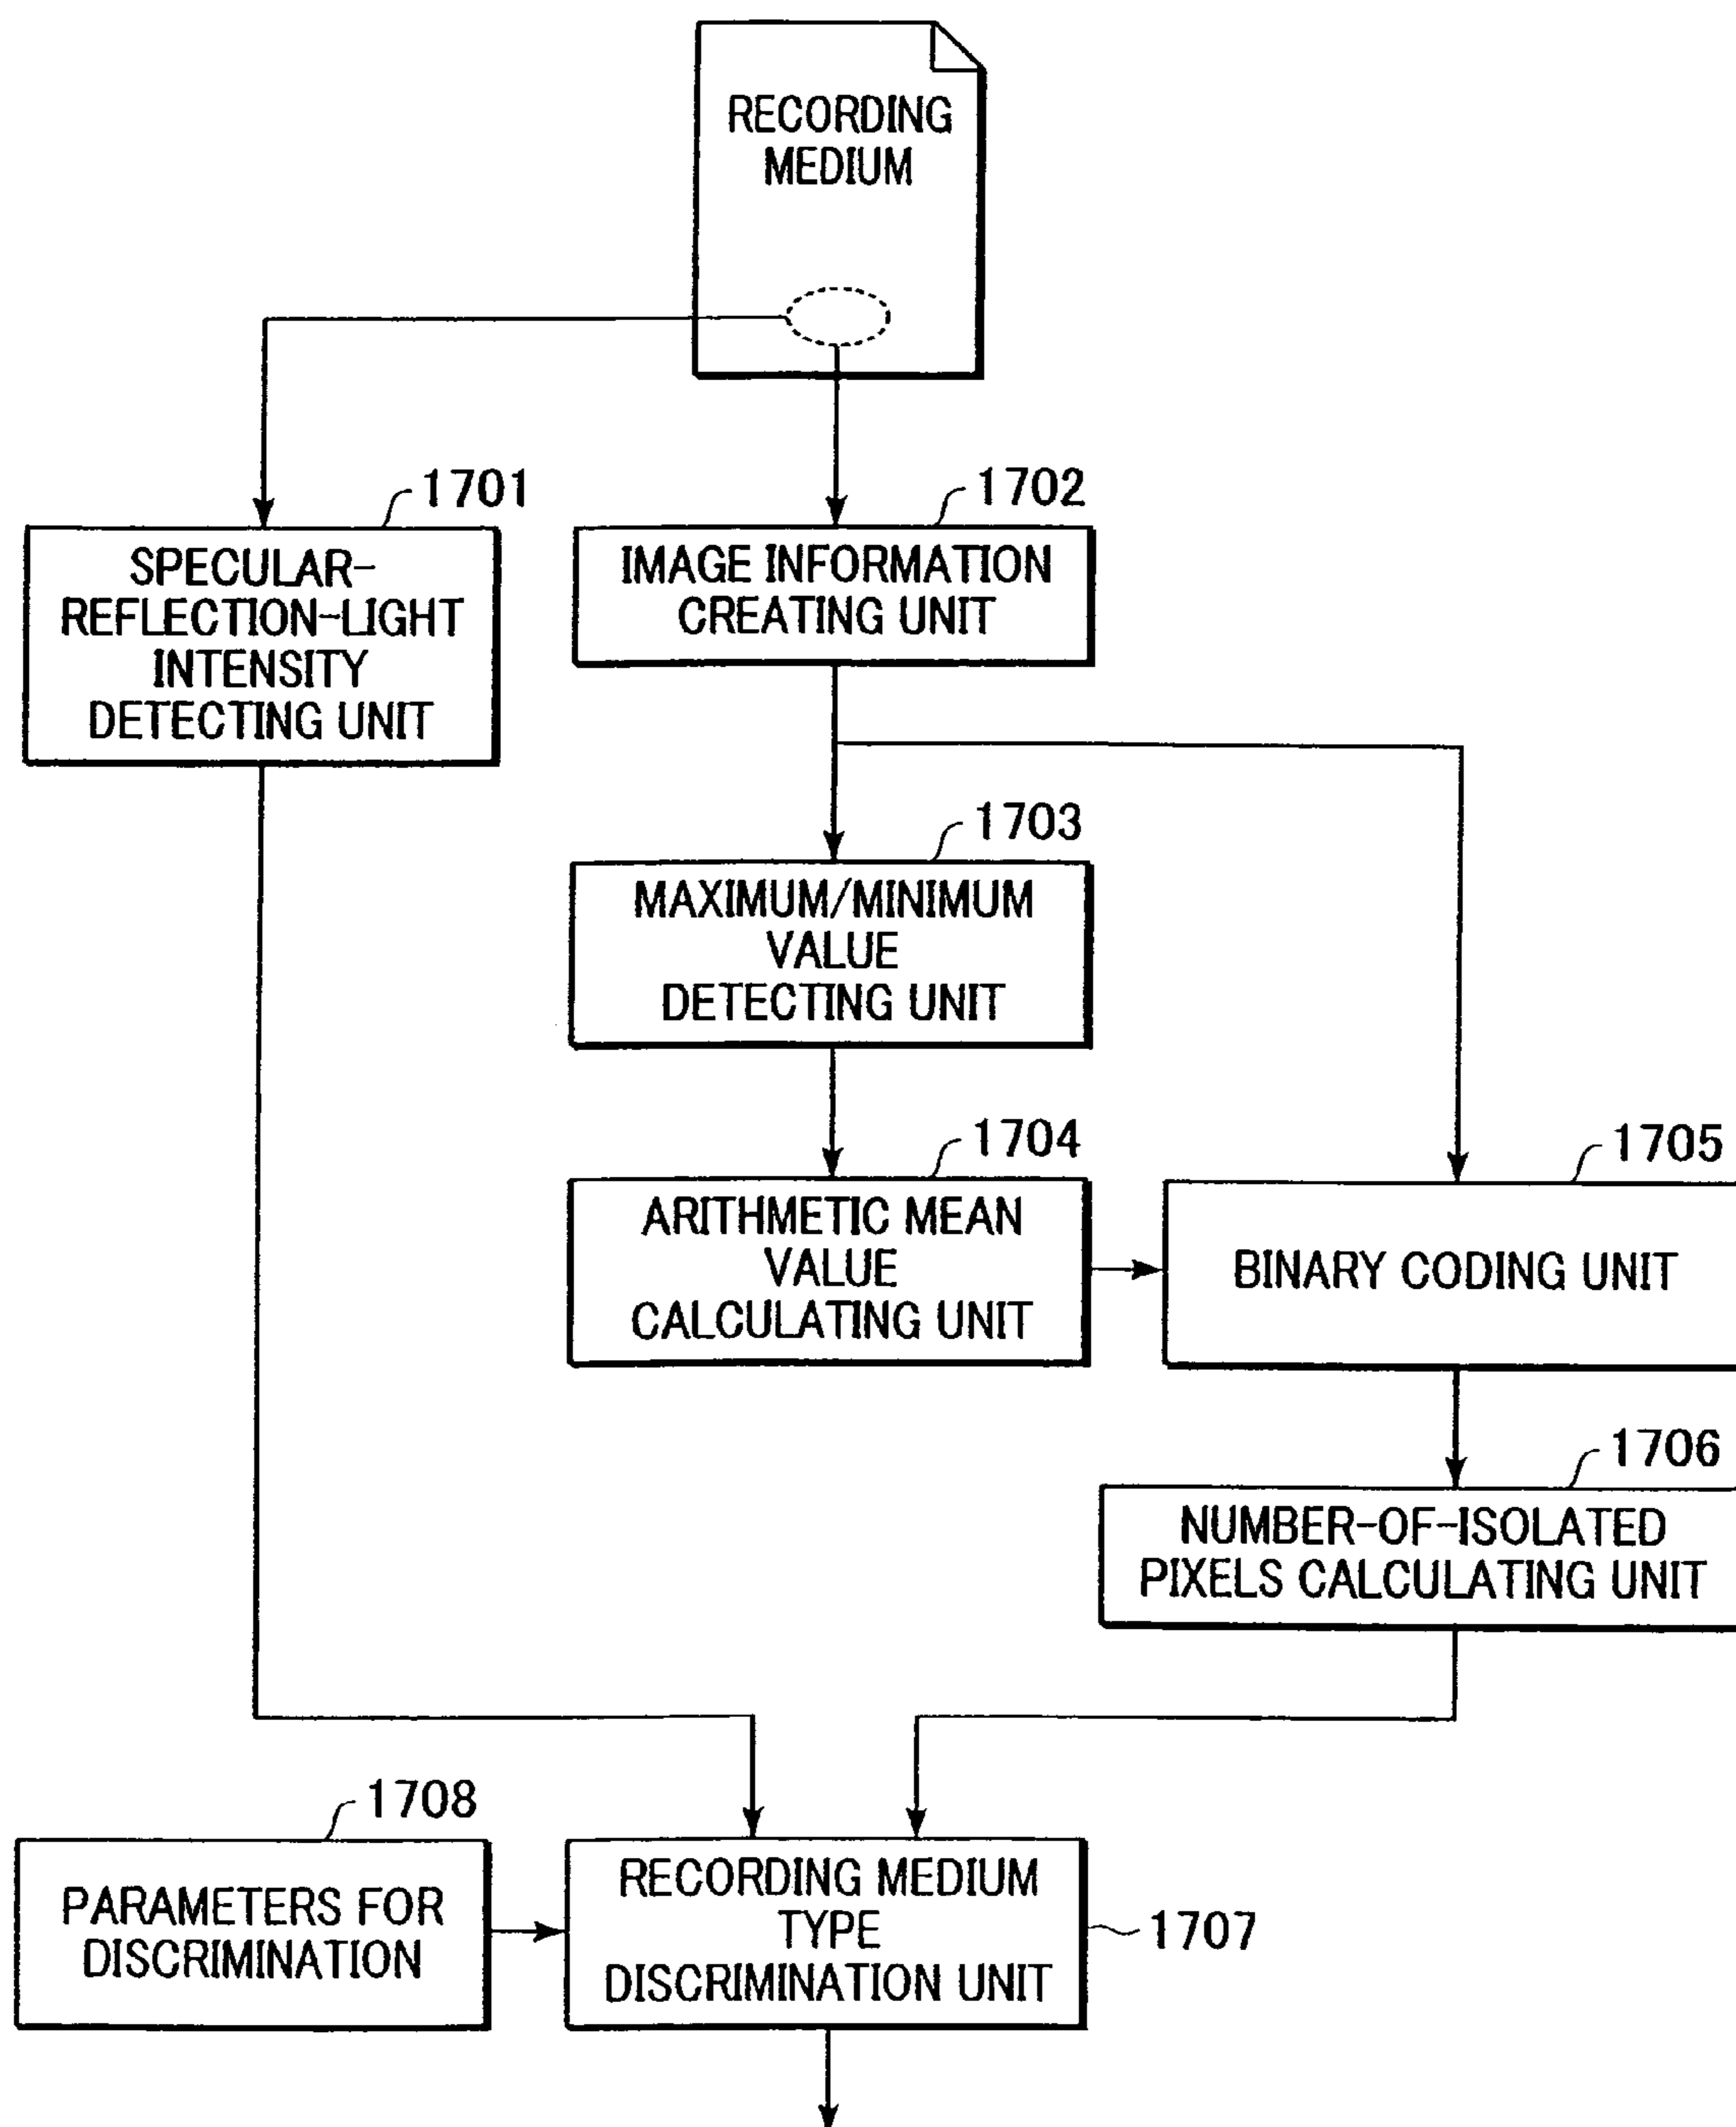 RECORDING
MEDIUM
1701
SPECULAR-
REFLECTION-LIGHT
INTENSITY
DETECTING UNIT
1702
IMAGE INFORMATION
CREATING UNIT
1703
MAXIMUM/MINIMUM
VALUE
DETECTING UNIT
1704
ARITHMETIC MEAN
VALUE
CALCULATING UNIT
1705
BINARY CODING UNIT
1706
NUMBER-OF-ISOLATED
PIXELS CALCULATING UNIT
1708
PARAMETERS FOR
DISCRIMINATION
RECORDING MEDIUM
TYPE
DISCRIMINATION UNIT
1707